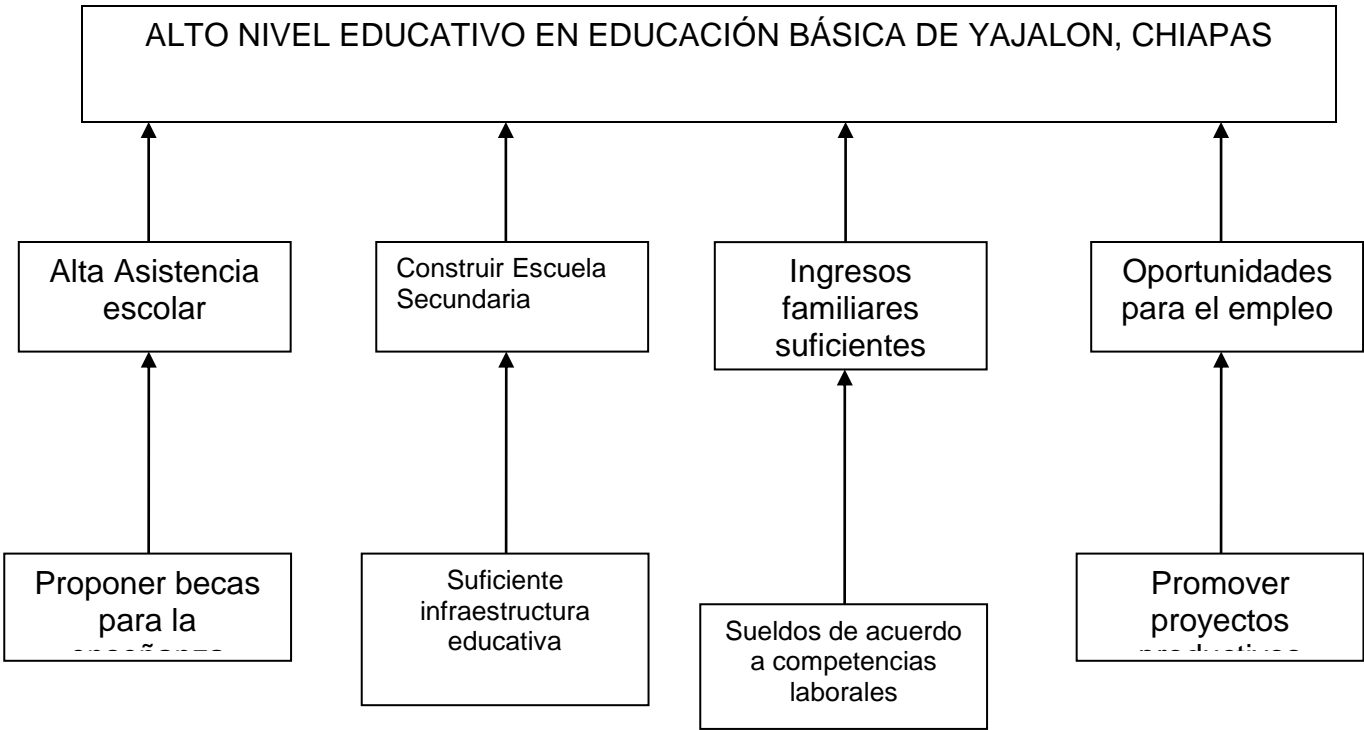 ALTO NIVEL EDUCATIVO EN EDUCACIÓN BÁSICA DE YAJALON, CHIAPAS
Alta Asistencia
escolar
Construir Escuela
Secundaria
Ingresos
familiares
suficientes
Oportunidades
para el empleo
Proponer becas
para la
Suficiente
infraestructura
educativa
Sueldos de acuerdo
a competencias
laborales
Promover
proyectos